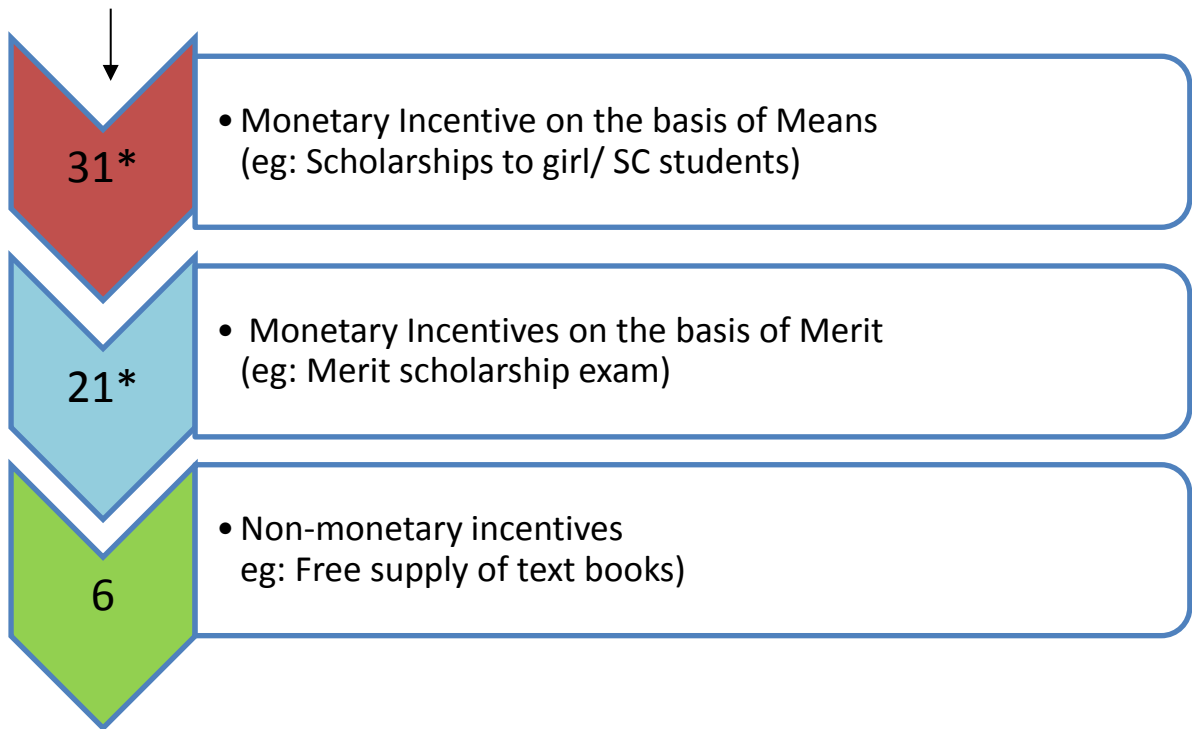 31*
• Monetary Incentive on the basis of Means
(eg: Scholarships to girl/ SC students)
21*
• Monetary Incentives on the basis of Merit
(eg: Merit scholarship exam)
6
• Non-monetary incentives
eg: Free supply of text books)